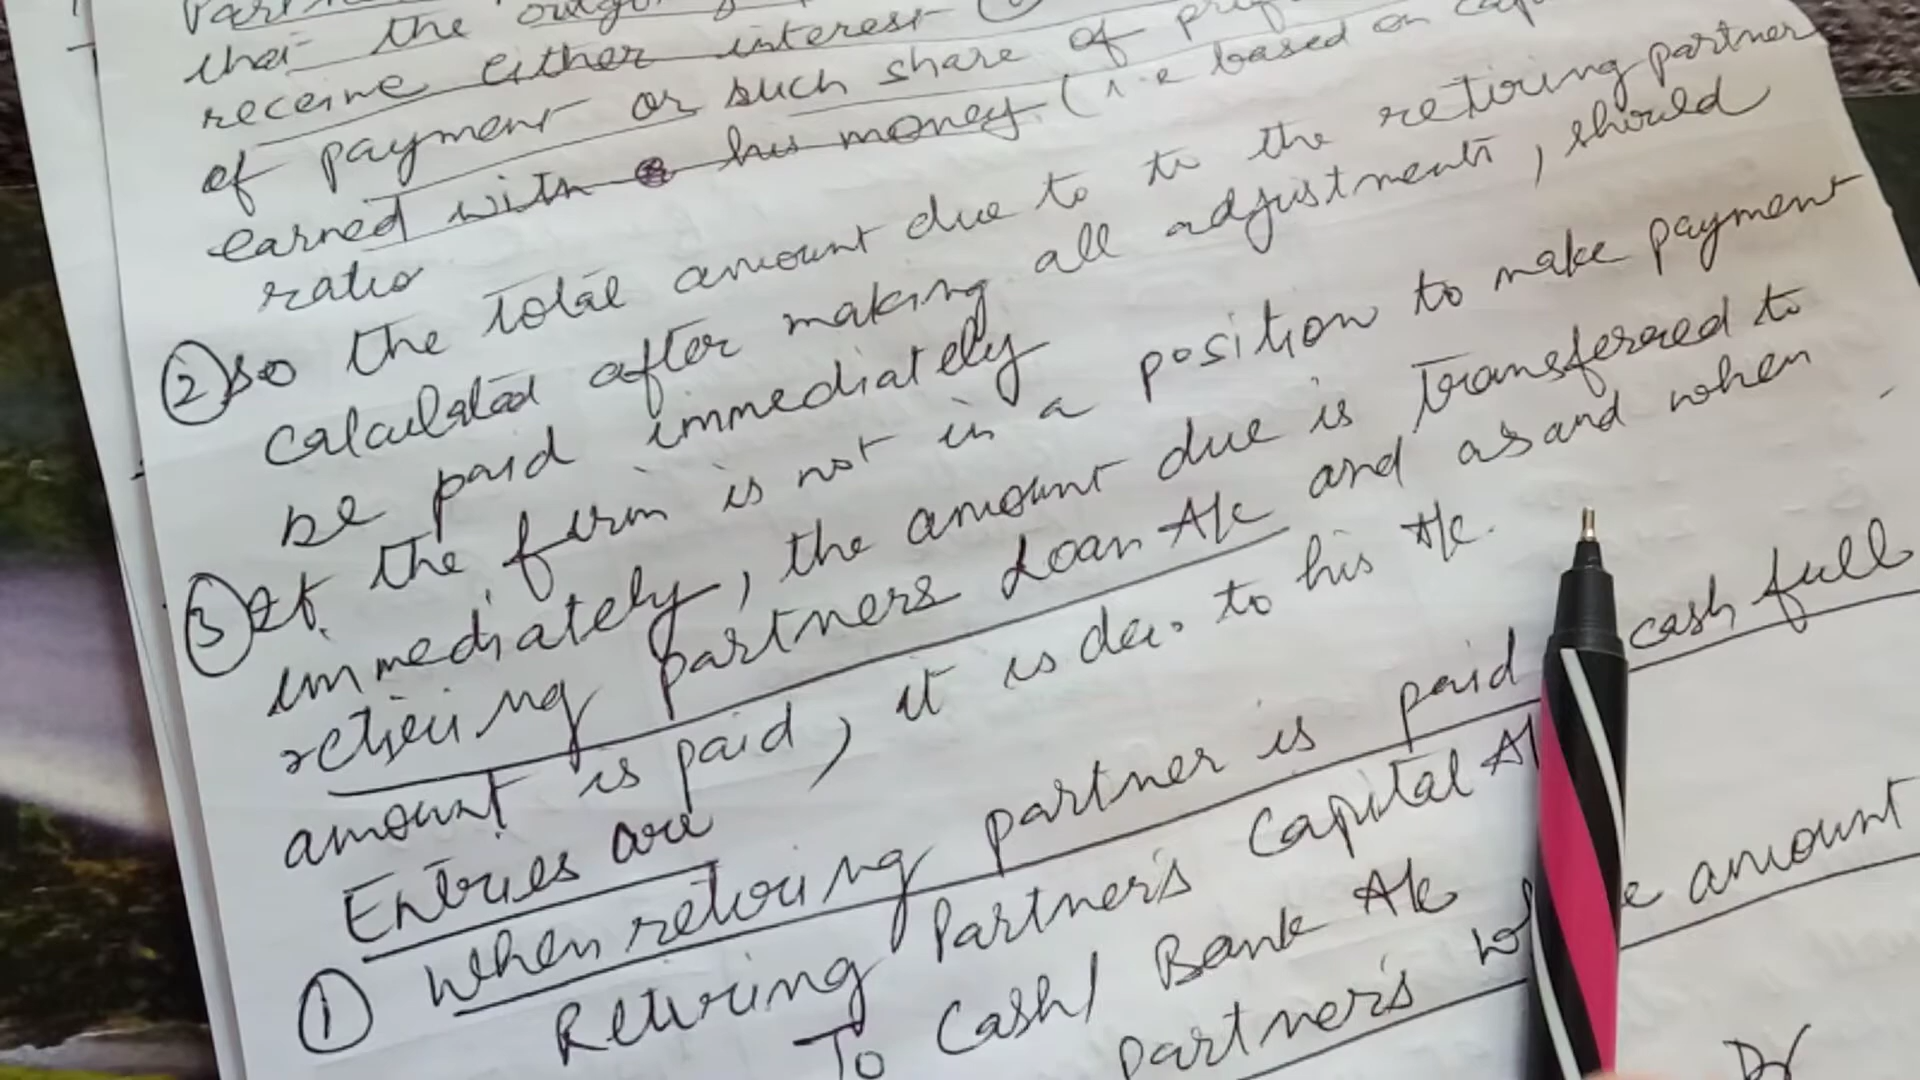 that the outgoing
receive either interest
of payment or such share of
earned with his money (i.e based on
ratio
② so the total amount due to to the retiring partner
calculated after making all adjustments, should
be paid immediately
③ If the firm is not in a position to make payment
immediately, the amount due is transferred to
retiring partners Loan A/c and as and when
amount is paid, it is to his A/c.
Entries are
① When retiring partner is paid cash full
Retiring Partner's Capital A/
To Cash/ Bank A/c
partner's amount
Dr